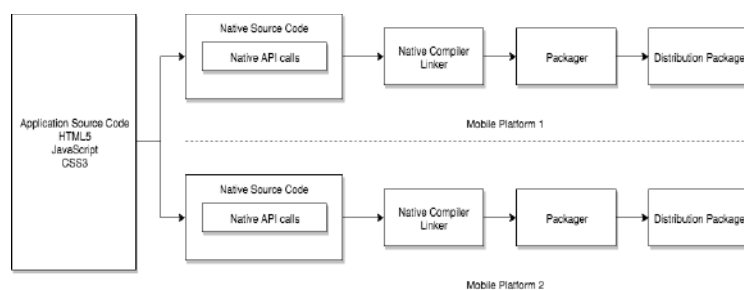 Application Source Code
HTML5
JavaScript
CSS3
Native Source Code
Native API calls
Native Compiler
Linker
Packager
Distribution Package
Mobile Platform 1
Native Source Code
Native API calls
Native Compiler
Linker
Packager
Distribution Package
Mobile Platform 2